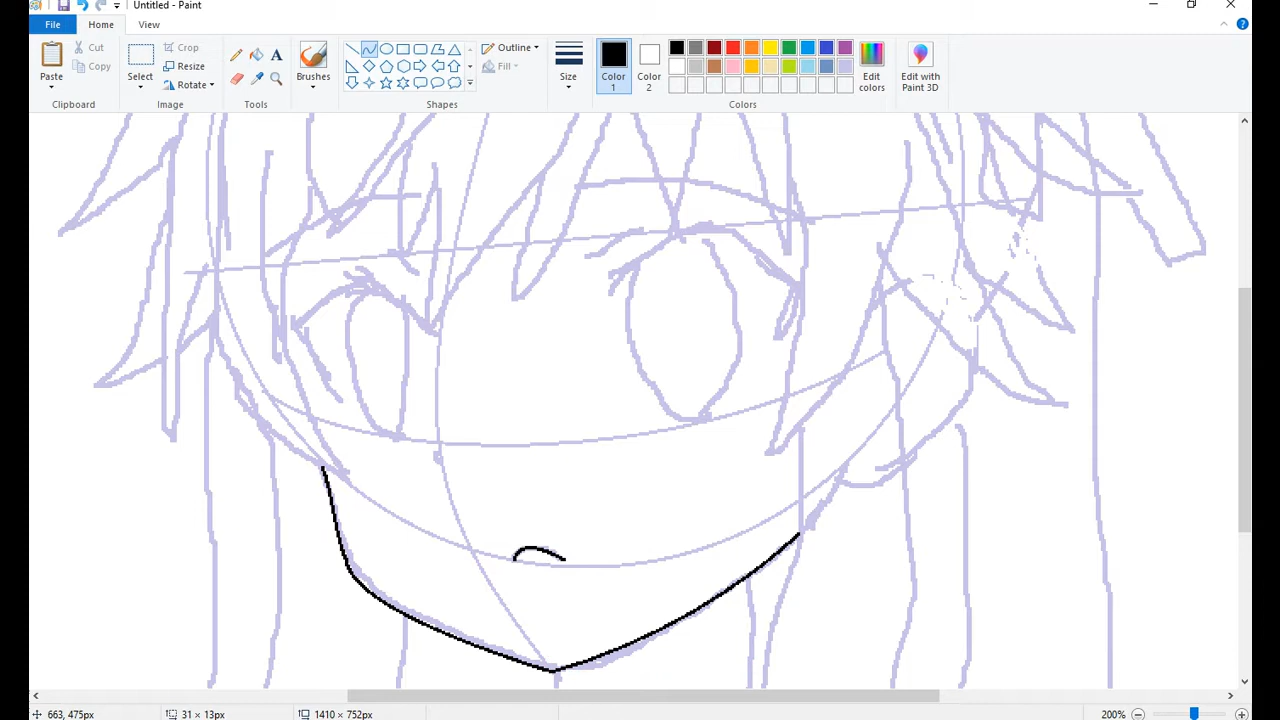 Untitled - Paint
File
Home
View
Paste
Cut
Copy
Clipboard
Select
Crop
Resize
Rotate
Image
A
Tools
Brushes
Outline
Fill
Shapes
Size
Color
1
Color
2
Edit
colors
Colors
Edit with
Paint 3D
663, 475px
31 × 13px
1410 × 752px
200%